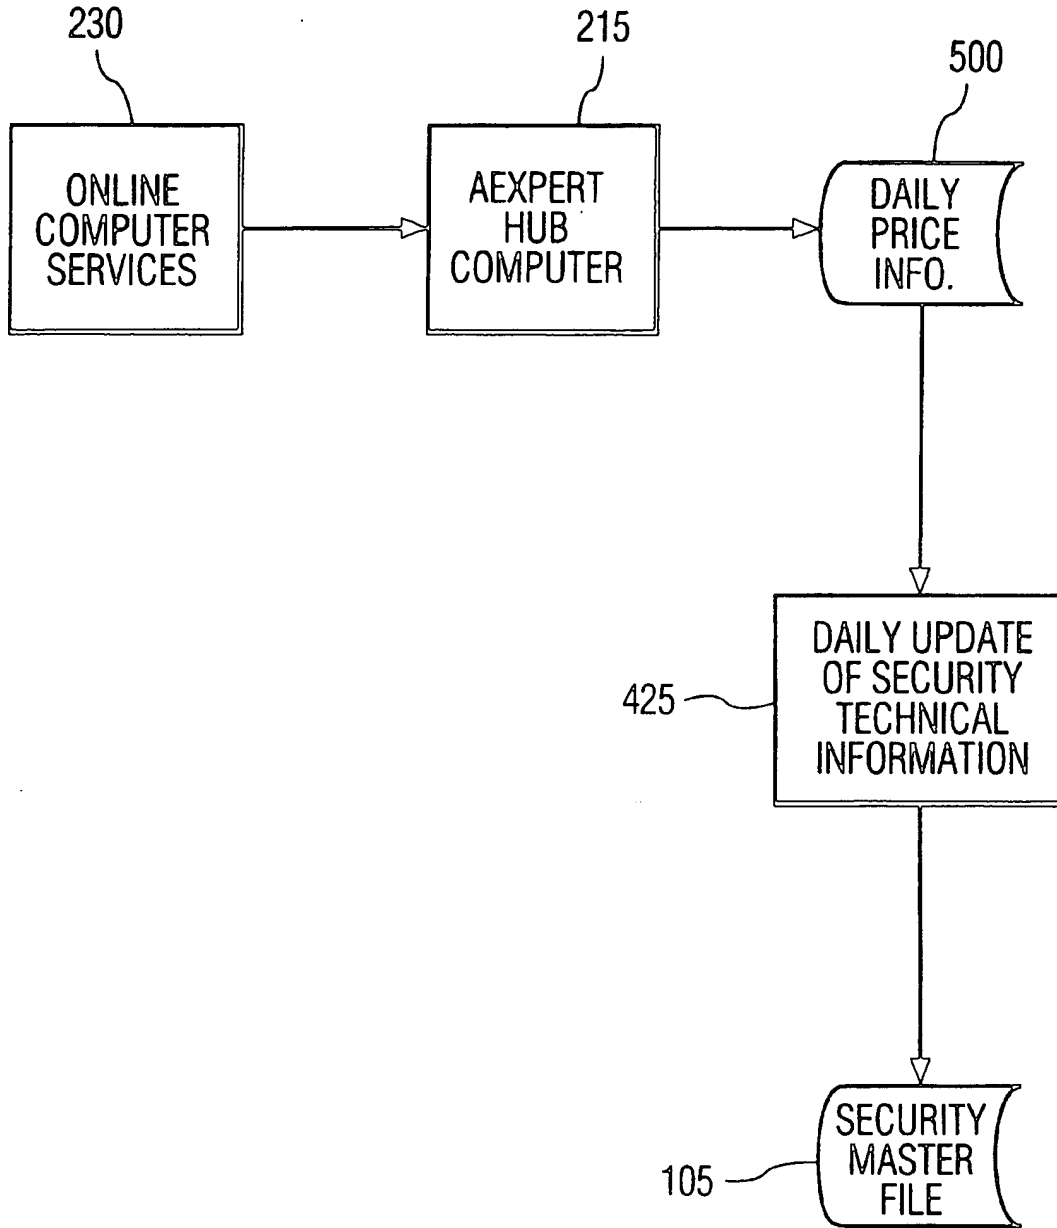 230
215
500
ONLINE
COMPUTER
SERVICES
AEXPERT
HUB
COMPUTER
DAILY
PRICE
INFO.
425
DAILY UPDATE
OF SECURITY
TECHNICAL
INFORMATION
105
SECURITY
MASTER
FILE